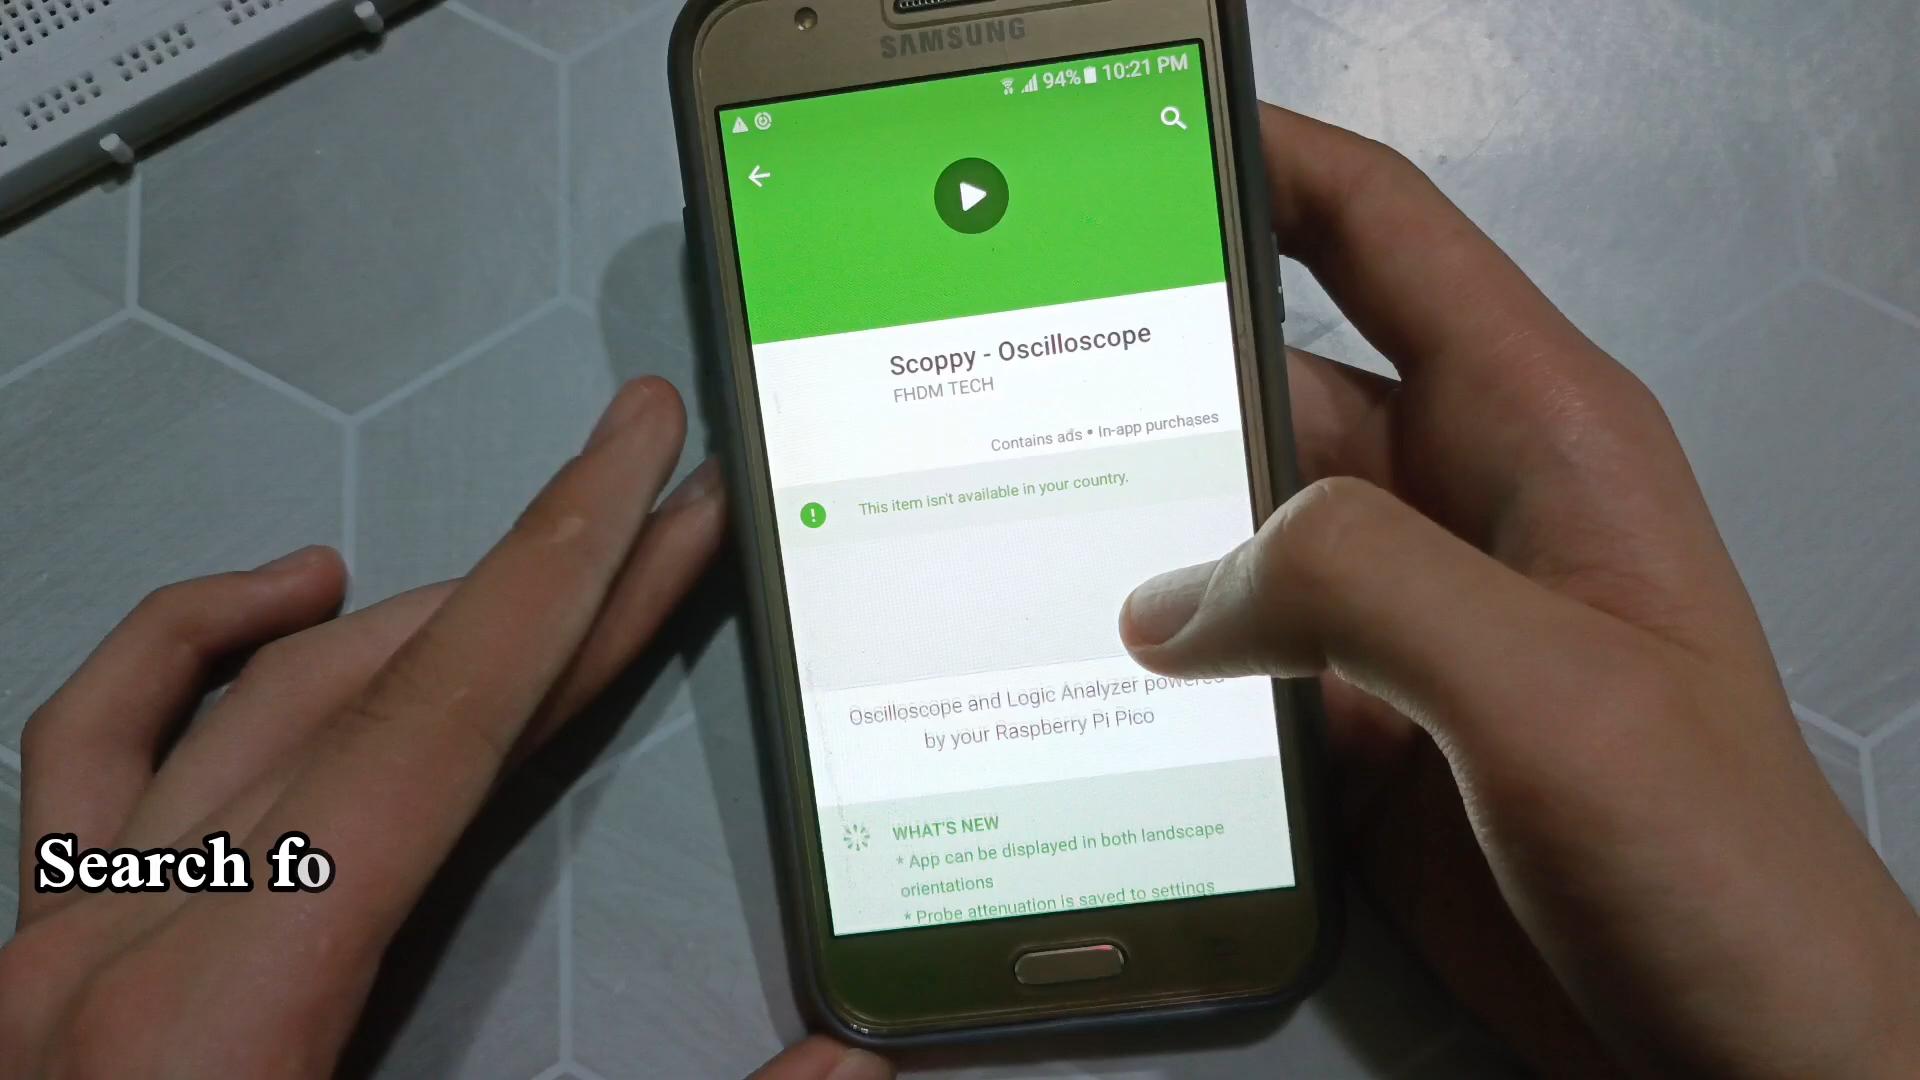 SAMSUNG
94% 10:21 PM
Scoppy - Oscilloscope
FHDM TECH
Contains ads • In-app purchases
This item isn't available in your country.
Oscilloscope and Logic Analyzer powered
by your Raspberry Pi Pico
WHAT'S NEW
* App can be displayed in both landscape
orientations
* Probe attenuation is saved to settings
Search fo